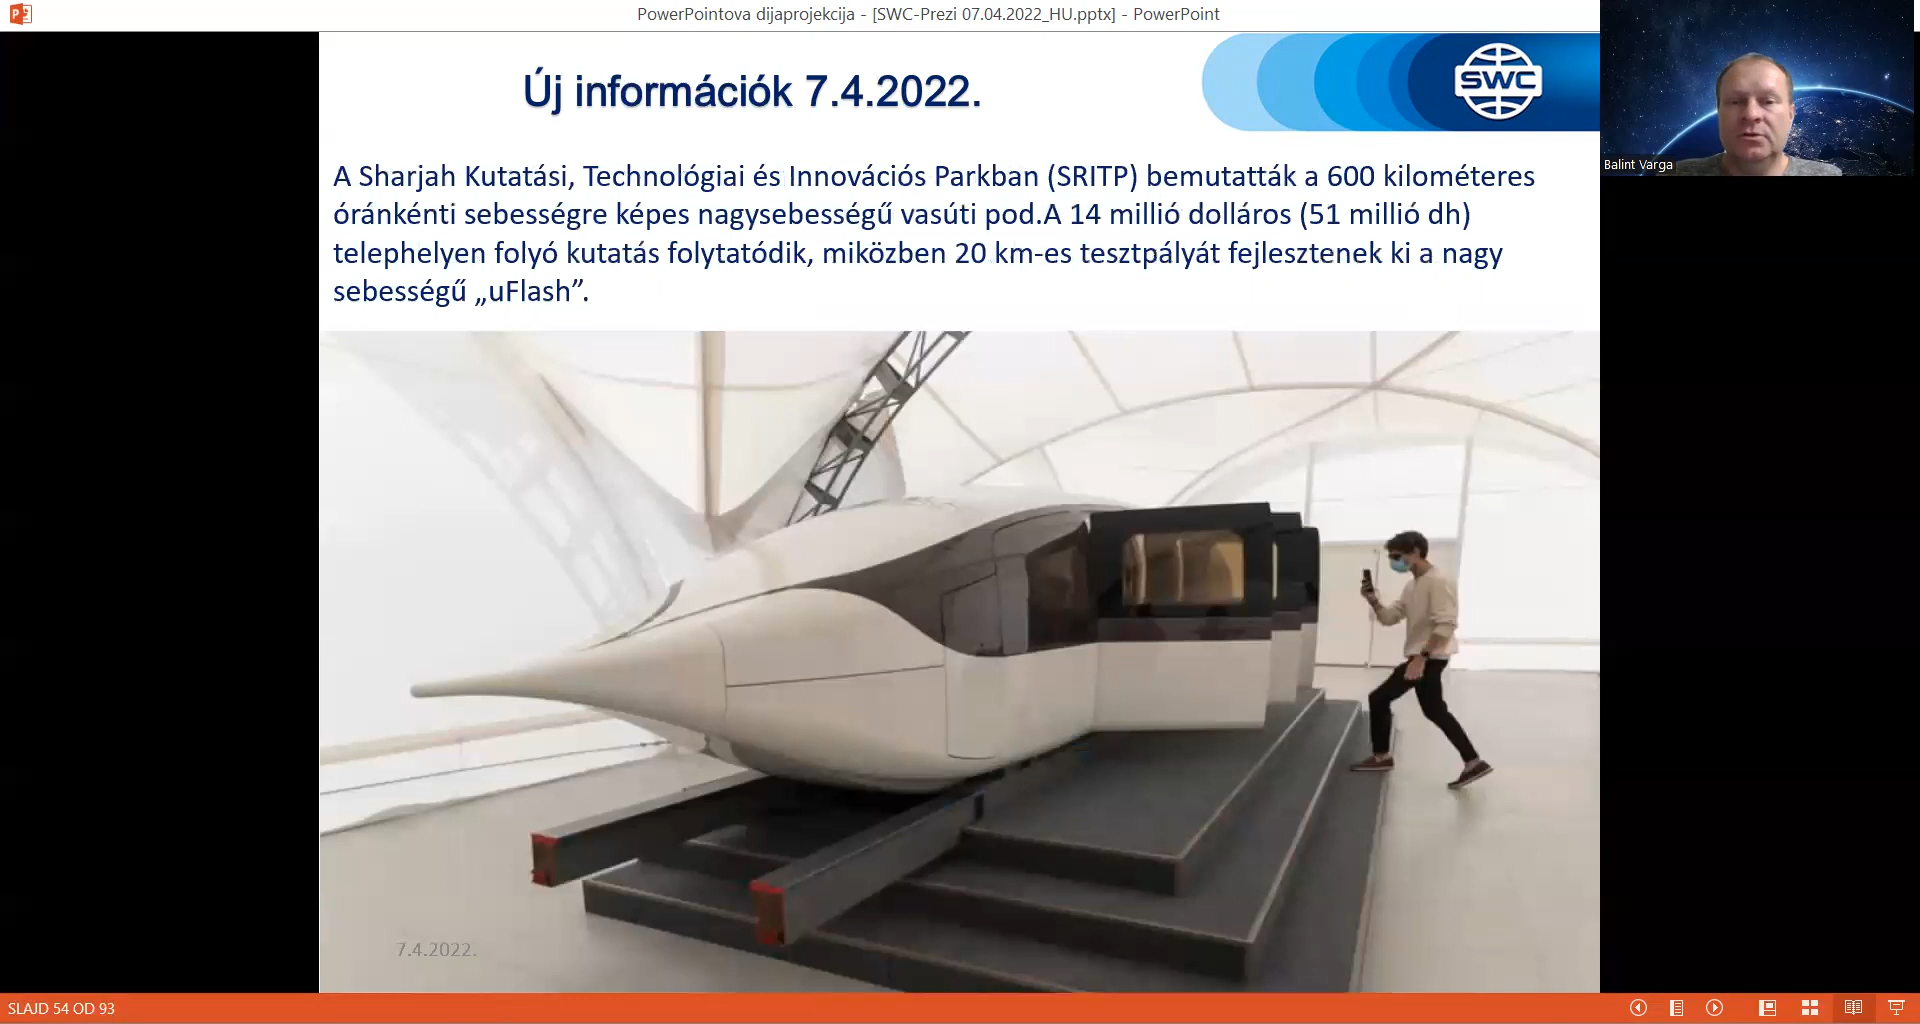 PowerPointova dijaprojekcija - [SWC-Prezi 07.04.2022_HU.pptx] - PowerPoint
Új információk 7.4.2022.
SWC
Balint Varga
A Sharjah Kutatási, Technológiai és Innovációs Parkban (SRITP) bemutatták a 600 kilométeres
óránkénti sebességre képes nagysebességű vasúti pod.A 14 millió dolláros (51 millió dh)
telephelyen folyó kutatás folytatódik, miközben 20 km-es tesztpályát fejlesztenek ki a nagy
sebességű „uFlash”.
7.4.2022.
SLAJD 54 OD 93